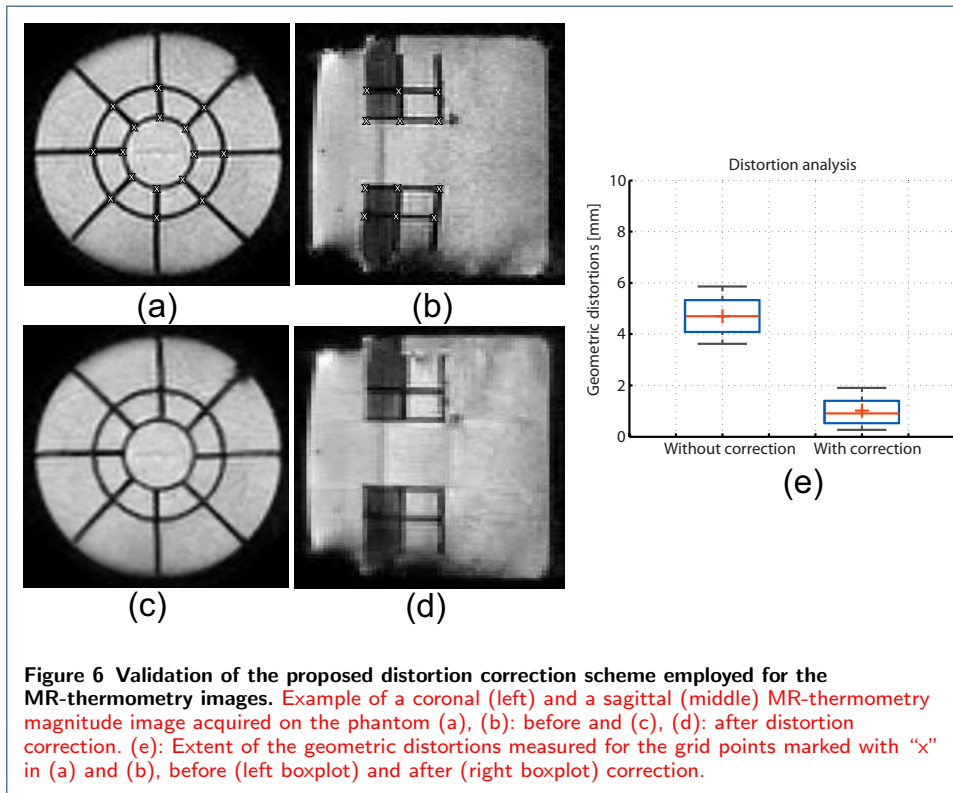 (a)
(b)
(c)
(d)
Distortion analysis
Geometric distortions [mm]
10
8
6
4
2
0
Without correction
With correction
(e)
Figure 6 Validation of the proposed distortion correction scheme employed for the
MR-thermometry images. Example of a coronal (left) and a sagittal (middle) MR-thermometry
magnitude image acquired on the phantom (a), (b): before and (c), (d): after distortion
correction. (e): Extent of the geometric distortions measured for the grid points marked with “x”
in (a) and (b), before (left boxplot) and after (right boxplot) correction.